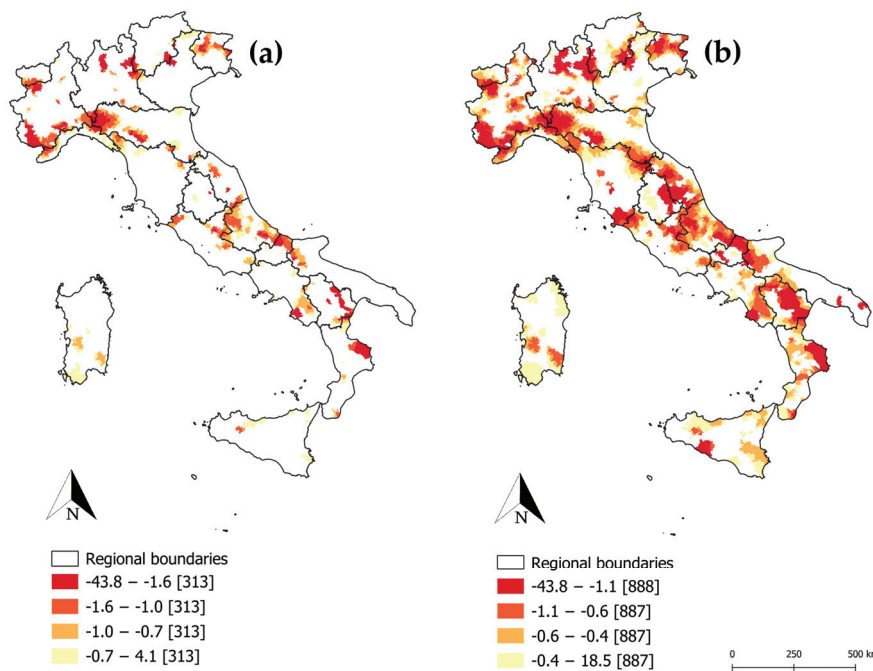 (a)
N
Regional boundaries
-43.8 – -1.6 [313]
-1.6 – -1.0 [313]
-1.0 – -0.7 [313]
-0.7 – 4.1 [313]
(b)
N
Regional boundaries
-43.8 – -1.1 [888]
-1.1 – -0.6 [887]
-0.6 – -0.4 [887]
-0.4 – 18.5 [887]
0 250 500 km